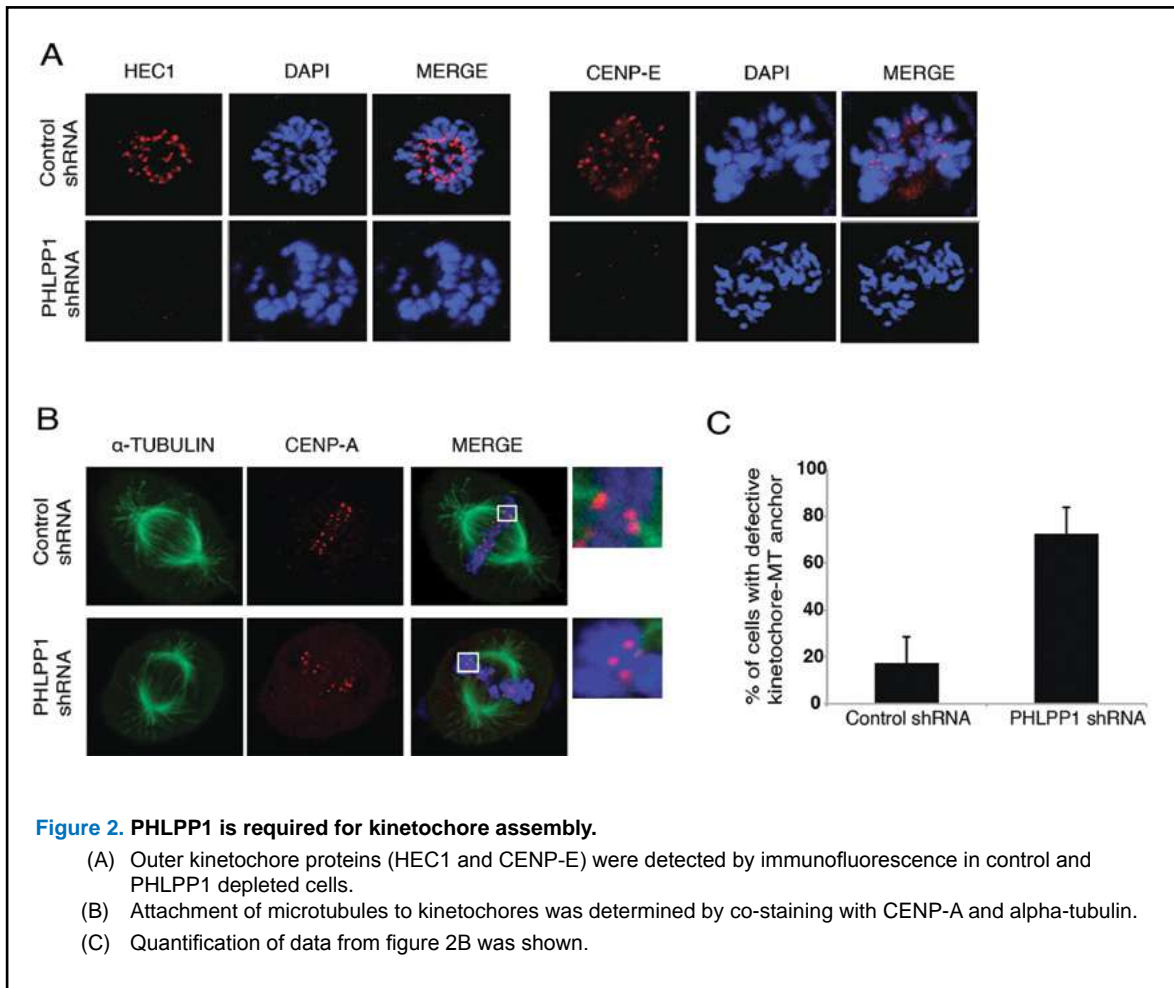 A
HEC1 DAPI MERGE CENP-E DAPI MERGE
Control
shRNA
PHLPP1
shRNA
B
α-TUBULIN CENP-A MERGE
Control
shRNA
PHLPP1
shRNA
C
% of cells with defective
kinetochore-MT anchor
100
80
60
40
20
0
Control shRNA PHLPP1 shRNA
Figure 2. PHLPP1 is required for kinetochore assembly.
(A) Outer kinetochore proteins (HEC1 and CENP-E) were detected by immunofluorescence in control and
PHLPP1 depleted cells.
(B) Attachment of microtubules to kinetochores was determined by co-staining with CENP-A and alpha-tubulin.
(C) Quantification of data from figure 2B was shown.